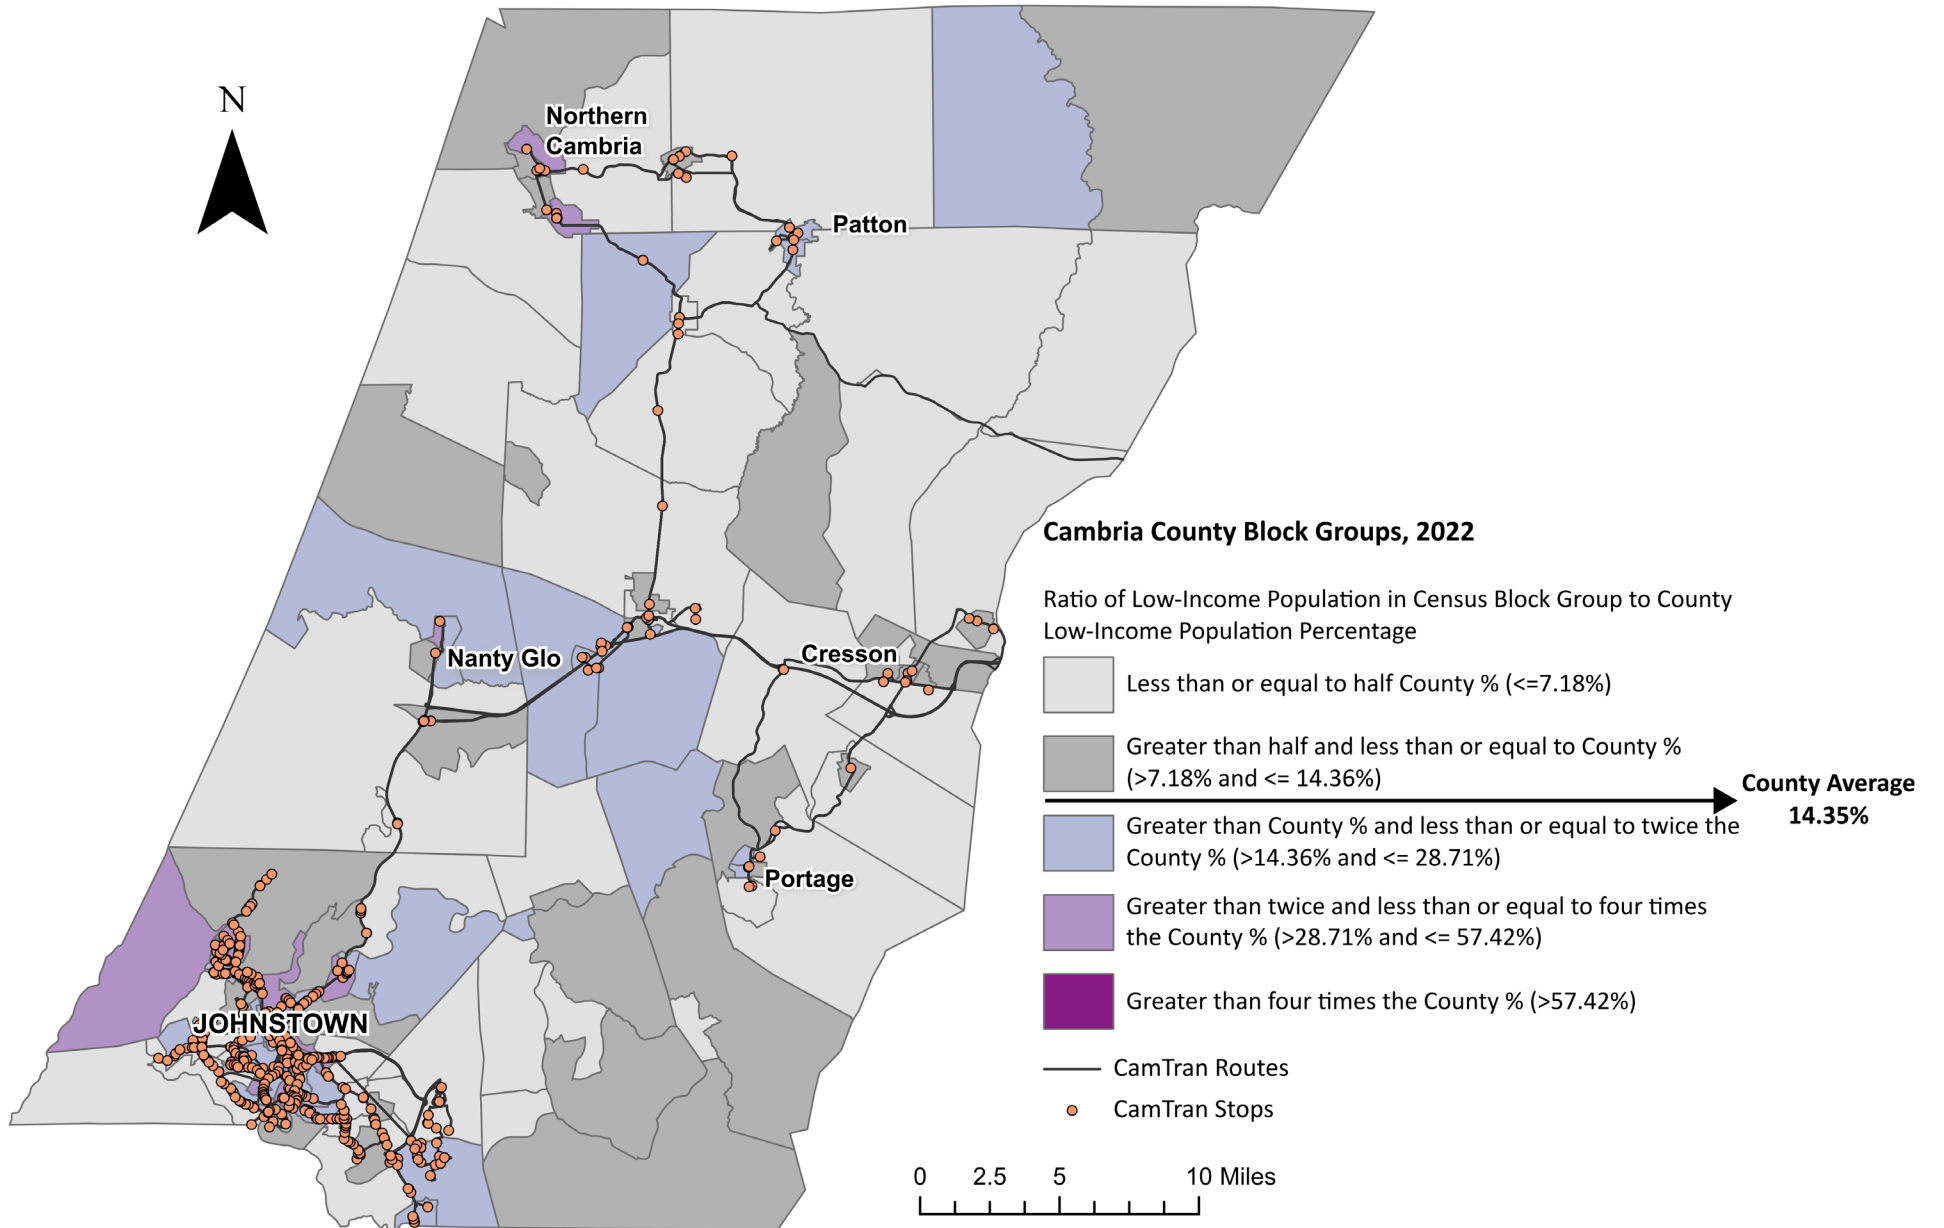 N
Northern
Cambria
Patton
Nanty Glo
Cresson
Portage
JOHNSTOWN
Cambria County Block Groups, 2022
Ratio of Low-Income Population in Census Block Group to County
Low-Income Population Percentage
Less than or equal to half County % (<=7.18%)
Greater than half and less than or equal to County %
(>7.18% and <= 14.36%)
County Average
14.35%
Greater than County % and less than or equal to twice the
County % (>14.36% and <= 28.71%)
Greater than twice and less than or equal to four times
the County % (>28.71% and <= 57.42%)
Greater than four times the County % (>57.42%)
CamTran Routes
CamTran Stops
0 2.5 5 10 Miles